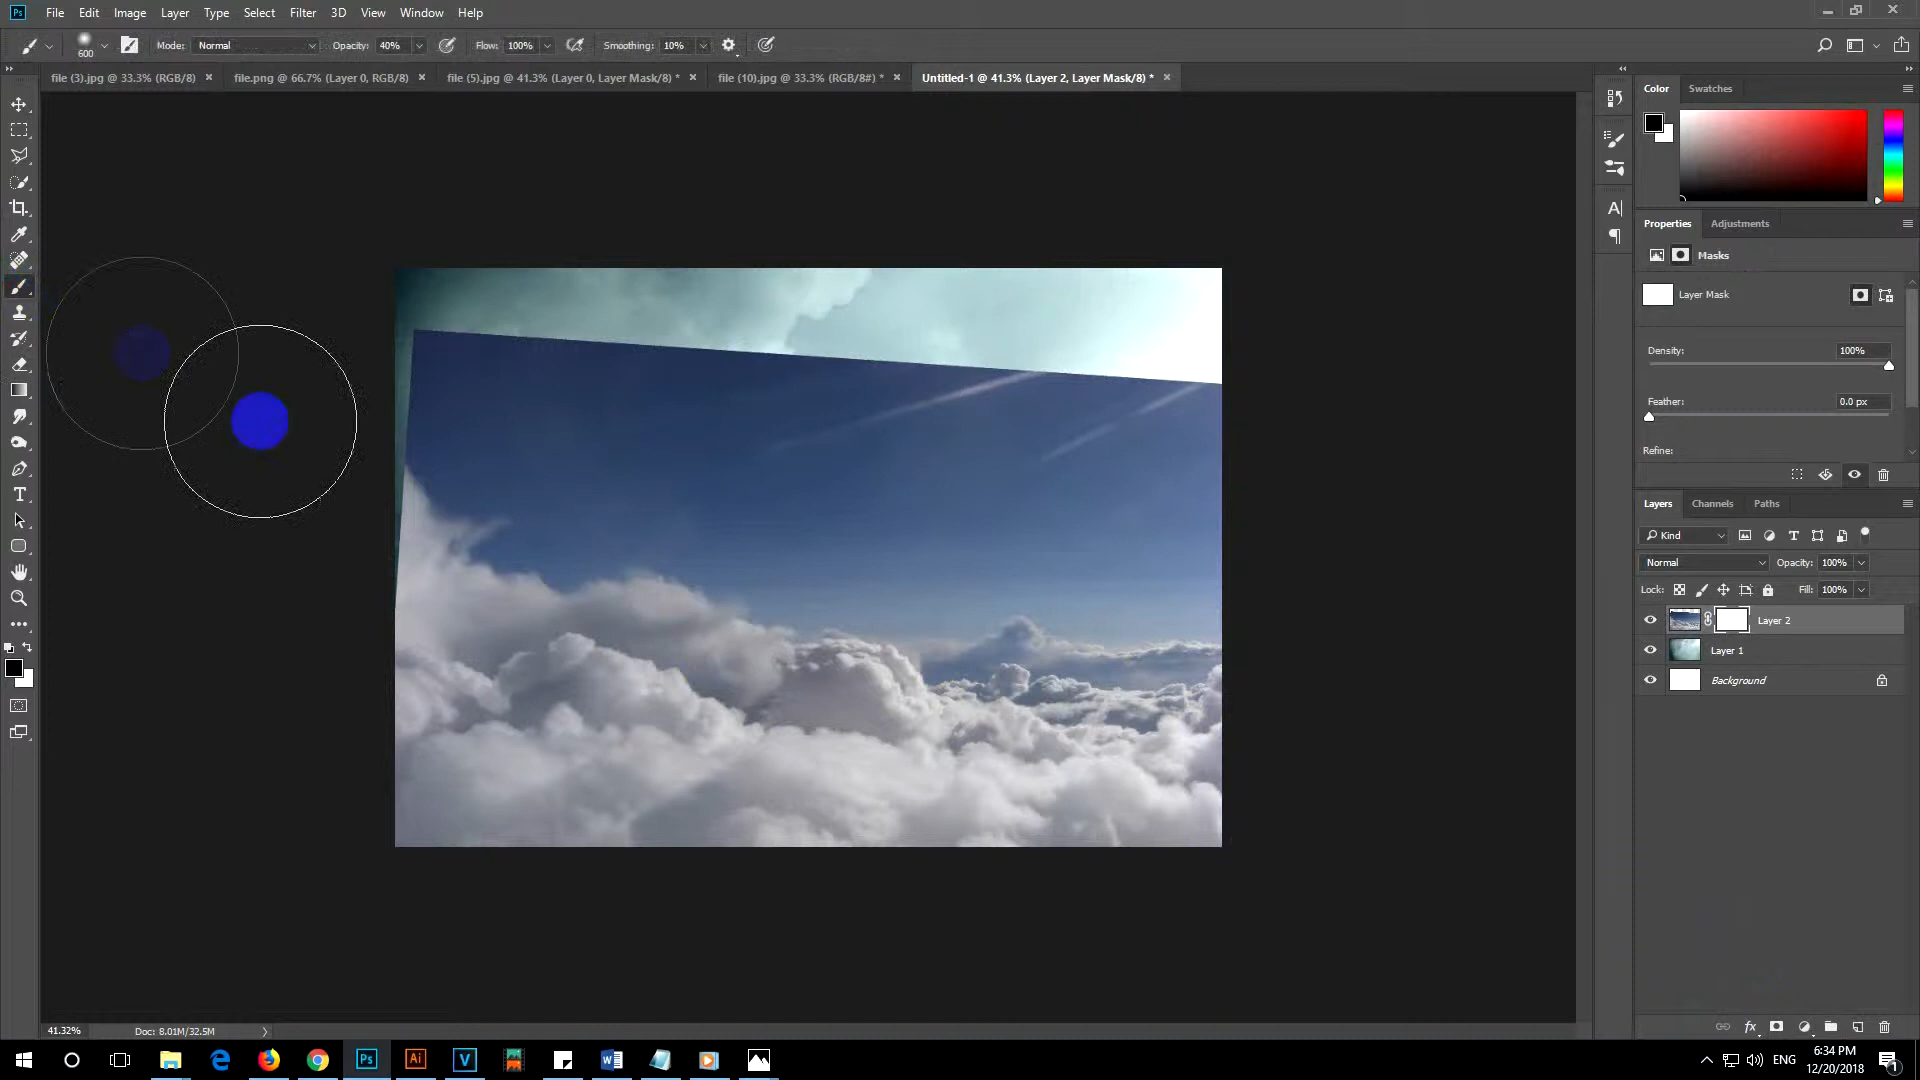 Ps File Edit Image Layer Type Select Filter 3D View Window Help
600 Mode: Normal Opacity: 40% Flow: 100% Smoothing: 10%
file (3).jpg @ 33.3% (RGB/8) file.png @ 66.7% (Layer 0, RGB/8) file (5).jpg @ 41.3% (Layer 0, Layer Mask/8) * file (10).jpg @ 33.3% (RGB/8#) * Untitled-1 @ 41.3% (Layer 2, Layer Mask/8) *
Color Swatches
Properties Adjustments
Masks
Layer Mask
Density: 100%
Feather: 0.0 px
Refine:
Layers Channels Paths
Kind
Normal Opacity: 100%
Lock: Fill: 100%
Layer 2
Layer 1
Background
41.32% Doc: 8.01M/32.5M
Ps Ai V ENG 6:34 PM
12/20/2018 1